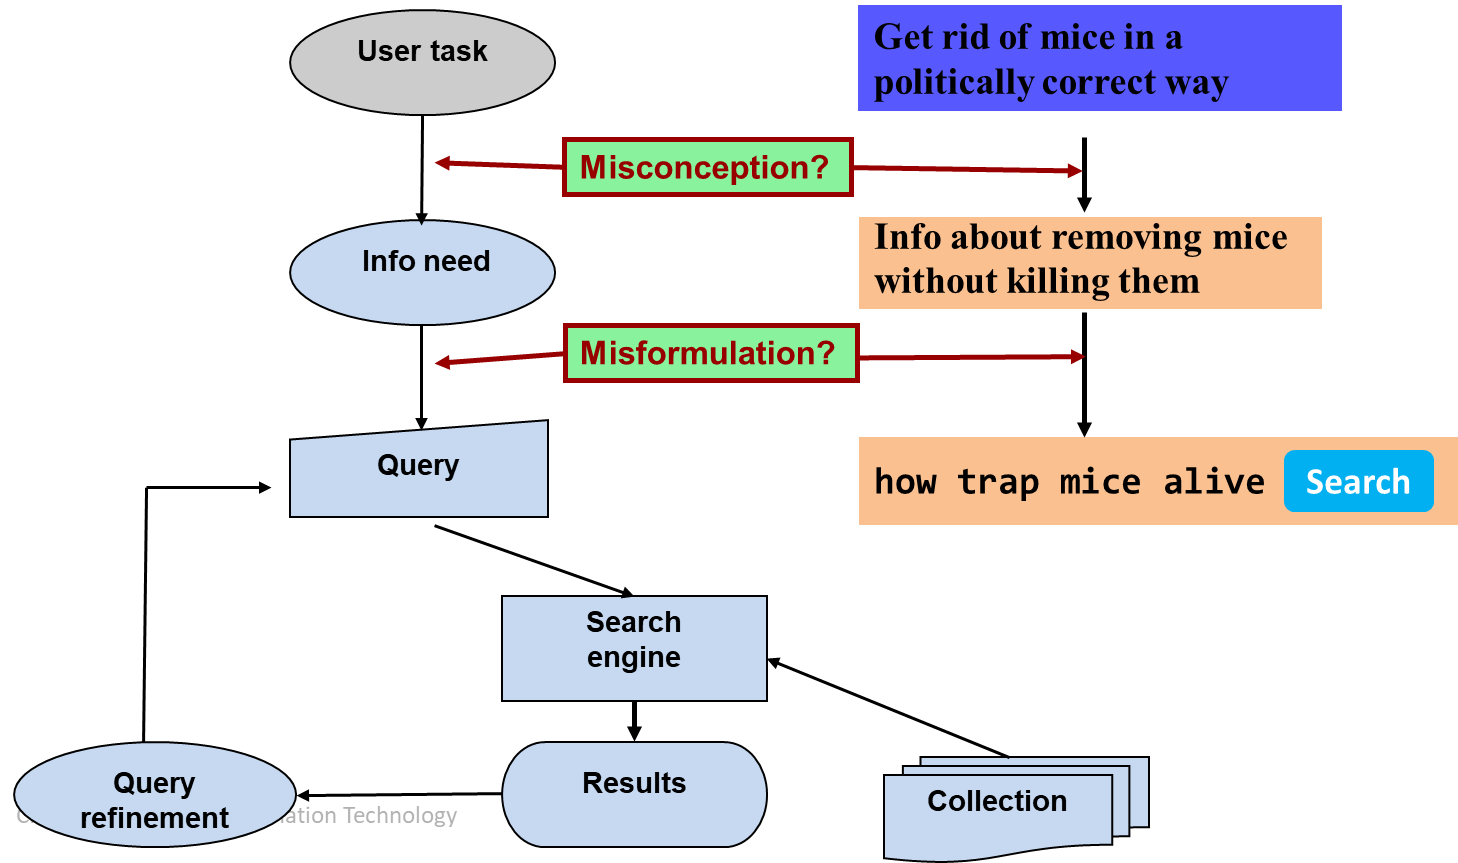 User task
Get rid of mice in a
politically correct way
Misconception?
Info need
Info about removing mice
without killing them
Misformulation?
Query
how trap mice alive Search
Search
engine
Query
refinement
Results
Collection
Technology